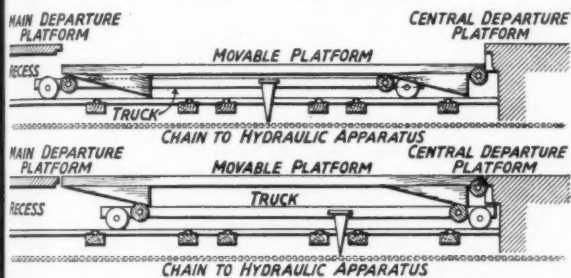 MAIN DEPARTURE
PLATFORM
CENTRAL DEPARTURE
PLATFORM
MOVABLE PLATFORM
RECESS
TRUCK
CHAIN TO HYDRAULIC APPARATUS
MAIN DEPARTURE
PLATFORM
MOVABLE PLATFORM
CENTRAL DEPARTURE
PLATFORM
TRUCK
RECESS
CHAIN TO HYDRAULIC APPARATUS